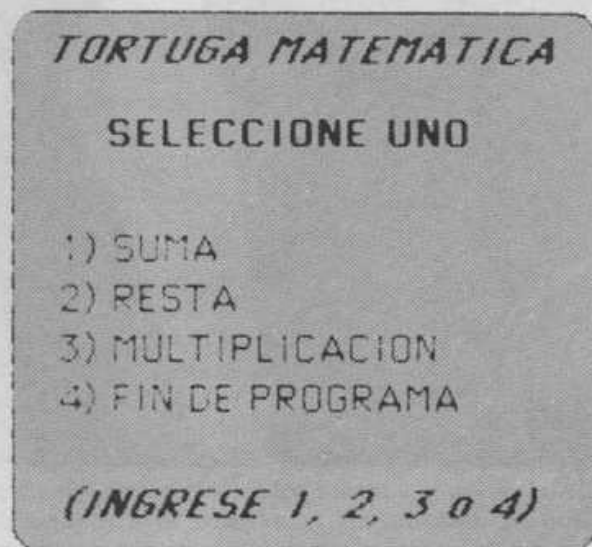 TORTUGA MATEMATICA
SELECCIONE UNO
1) SUMA
2) RESTA
3) MULTIPLICACION
4) FIN DE PROGRAMA
(INGRESE 1, 2, 3 o 4)